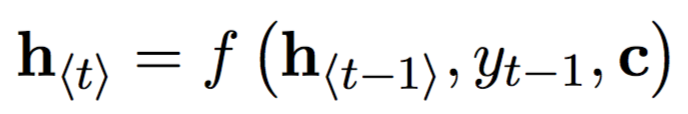 h⟨t⟩ = f (h⟨t−1⟩, yt−1, c)